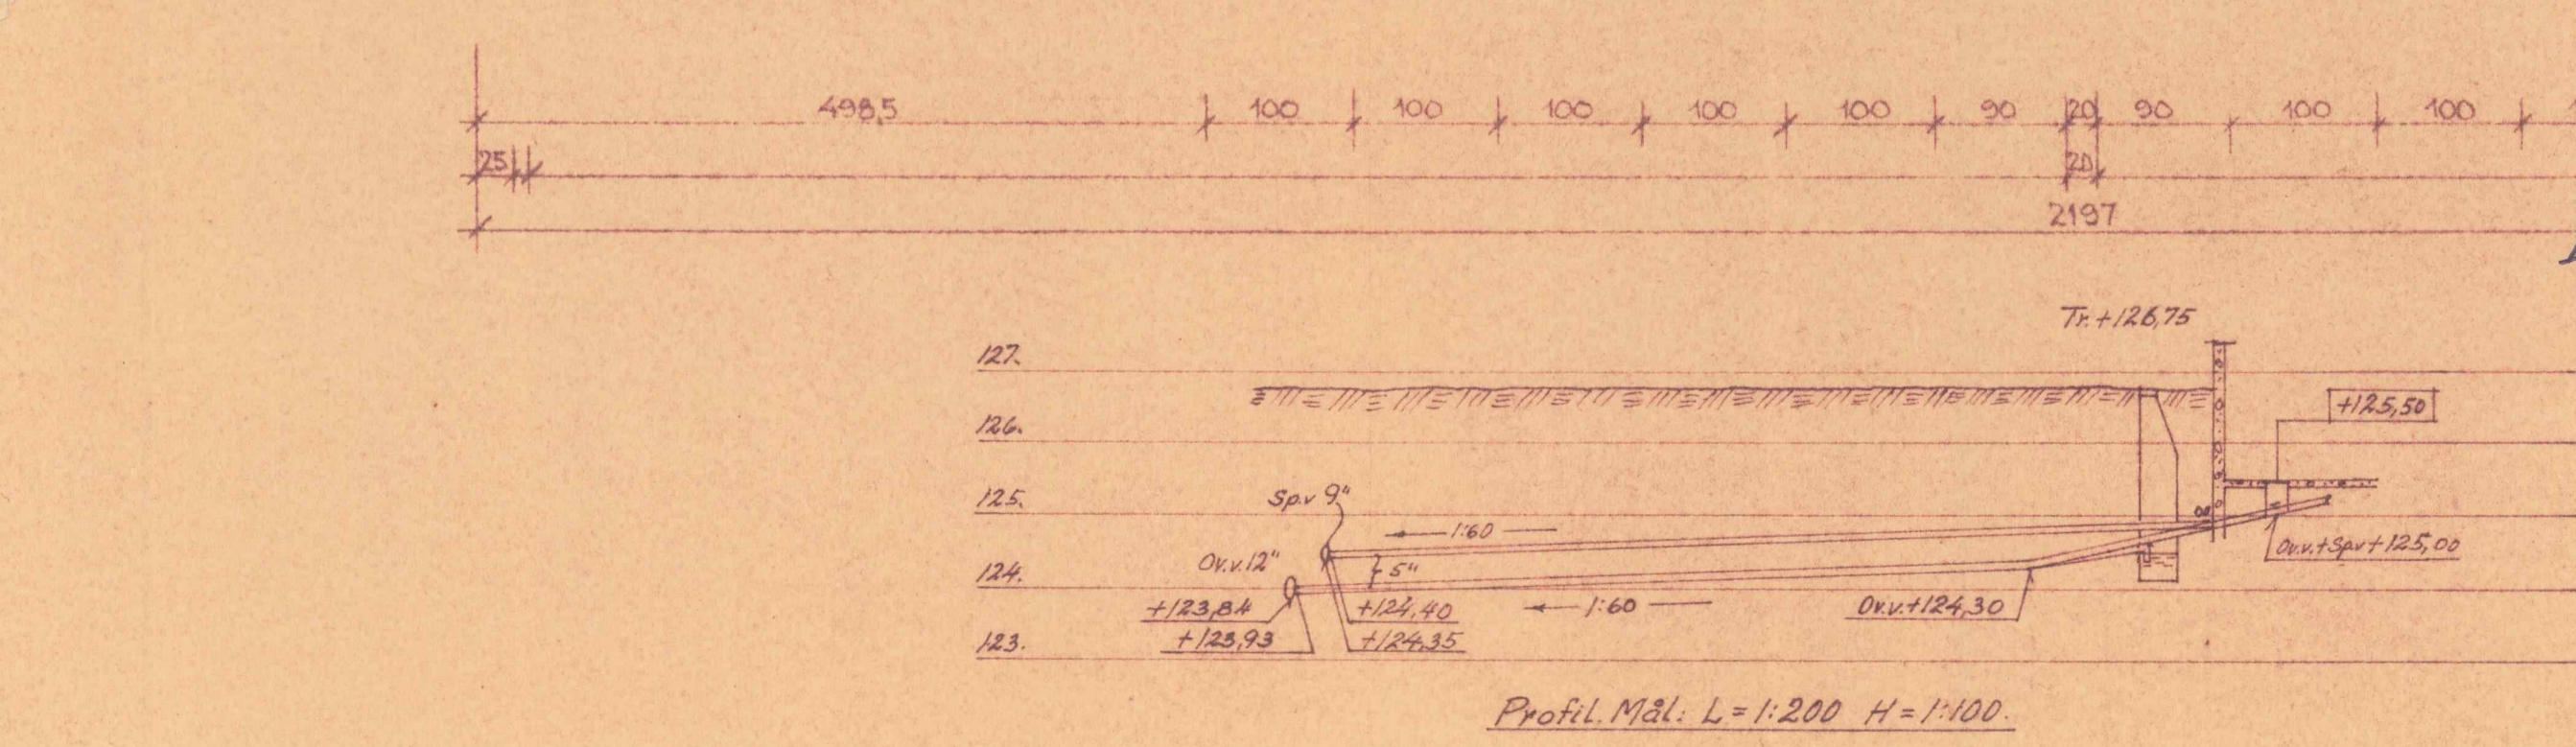 498,5 100 100 100 100 100 90 20 90 100 100
25 20
2197
Tr. +126,75
127.
+125,50
126.
125.
Sp.v 9"
1:60
Ov.v.+Spv+125,00
Ov.v.12"
5"
124.
+123,84
+124,40
1:60
Ov.v.+124,30
+123,93
+124,35
123.
Profil. Mål: L=1:200 H=1:100.